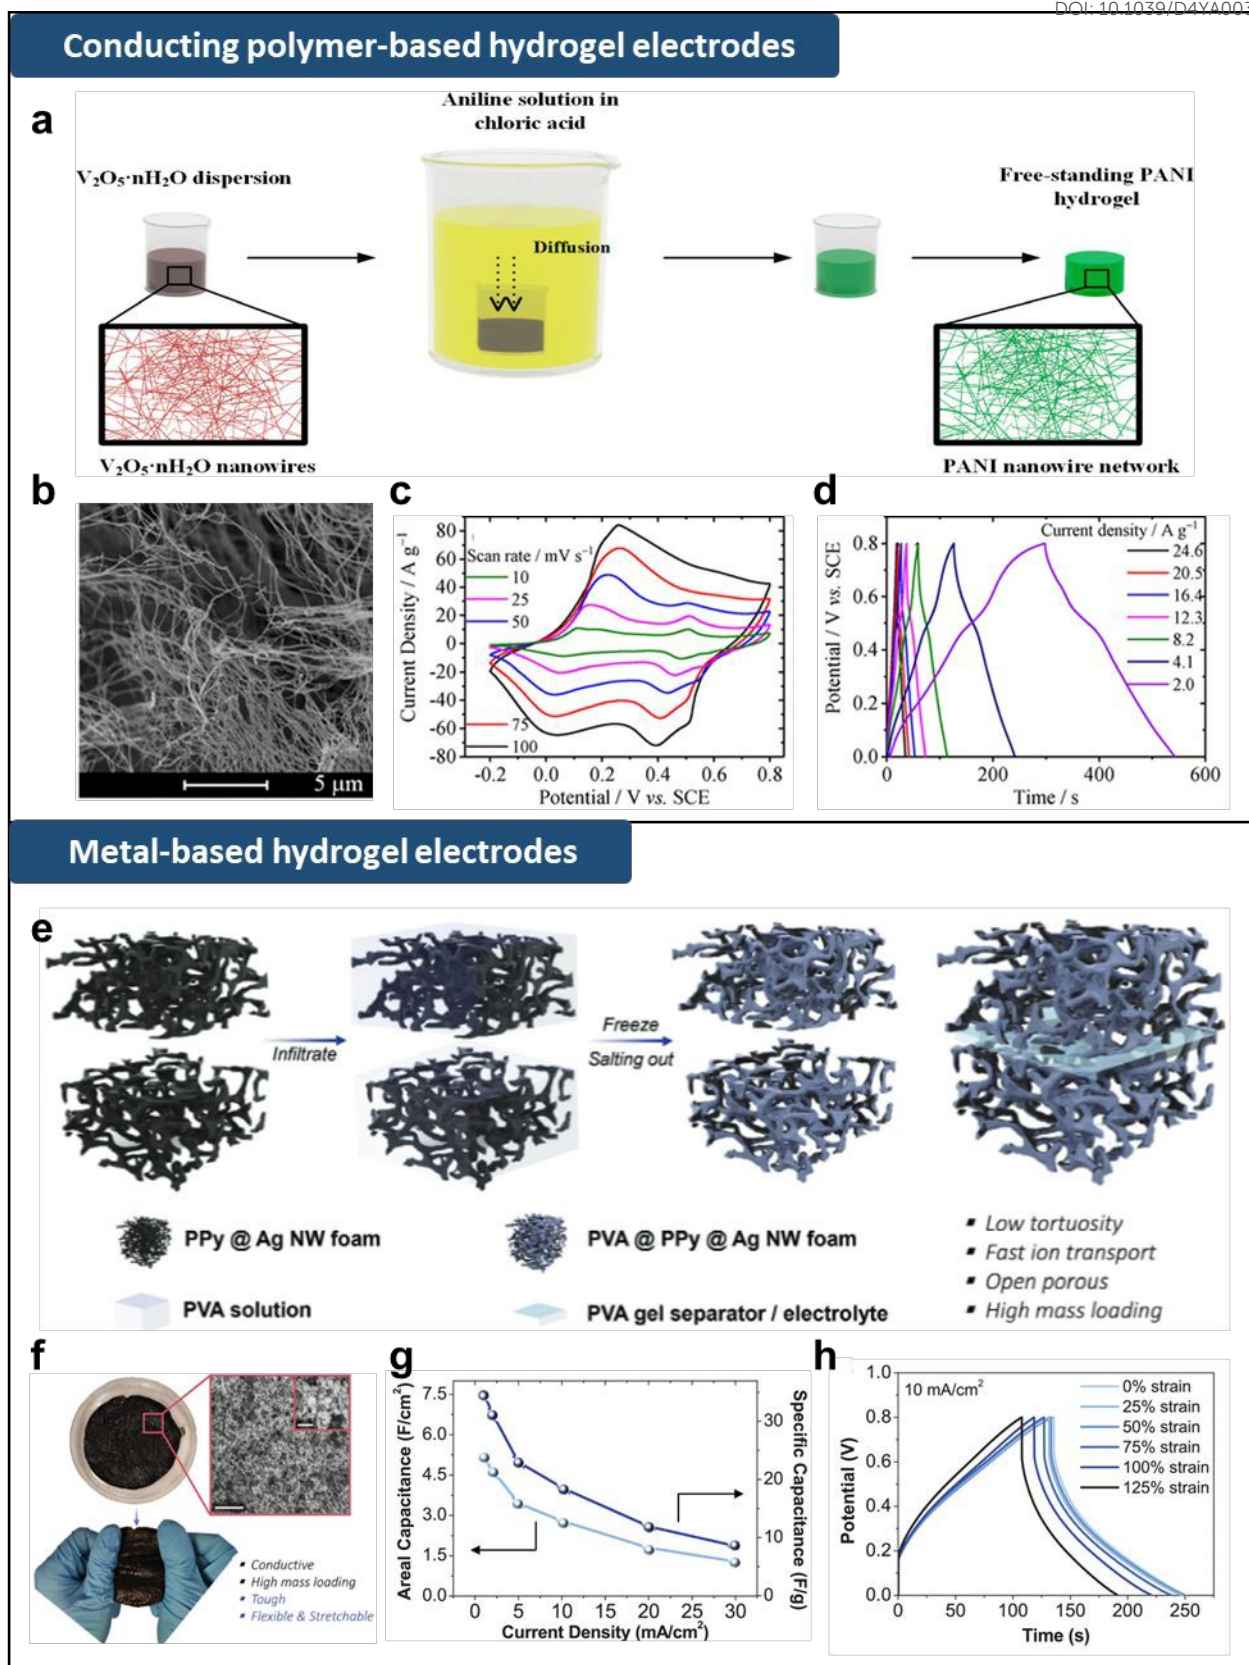 DOI: 10.1039/D4YA003
Conducting polymer-based hydrogel electrodes
a
Aniline solution in
chloric acid
V₂O₅·nH₂O dispersion
Free-standing PANI
hydrogel
Diffusion
V₂O₅·nH₂O nanowires
PANI nanowire network
b
5 μm
c
Current Density / A g⁻¹
80
60
40
20
0
-20
-40
-60
-80
Scan rate / mV s⁻¹
10
25
50
75
100
-0.2 0.0 0.2 0.4 0.6 0.8
Potential / V vs. SCE
d
Potential / V vs. SCE
0.8
0.6
0.4
0.2
0.0
Current density / A g⁻¹
24.6
20.5
16.4
12.3
8.2
4.1
2.0
0 200 400 600
Time / s
Metal-based hydrogel electrodes
e
Infiltrate
Freeze
Salting out
PPy @ Ag NW foam
PVA @ PPy @ Ag NW foam
PVA solution
PVA gel separator / electrolyte
▪ Low tortuosity
▪ Fast ion transport
▪ Open porous
▪ High mass loading
f
▪ Conductive
▪ High mass loading
▪ Tough
▪ Flexible & Stretchable
g
Areal Capacitance (F/cm²)
7.5
6.0
4.5
3.0
1.5
0.0
Specific Capacitance (F/g)
30
20
10
0
0 5 10 15 20 25 30
Current Density (mA/cm²)
h
Potential (V)
1.0
0.8
0.6
0.4
0.2
0.0
10 mA/cm²
0% strain
25% strain
50% strain
75% strain
100% strain
125% strain
0 50 100 150 200 250
Time (s)